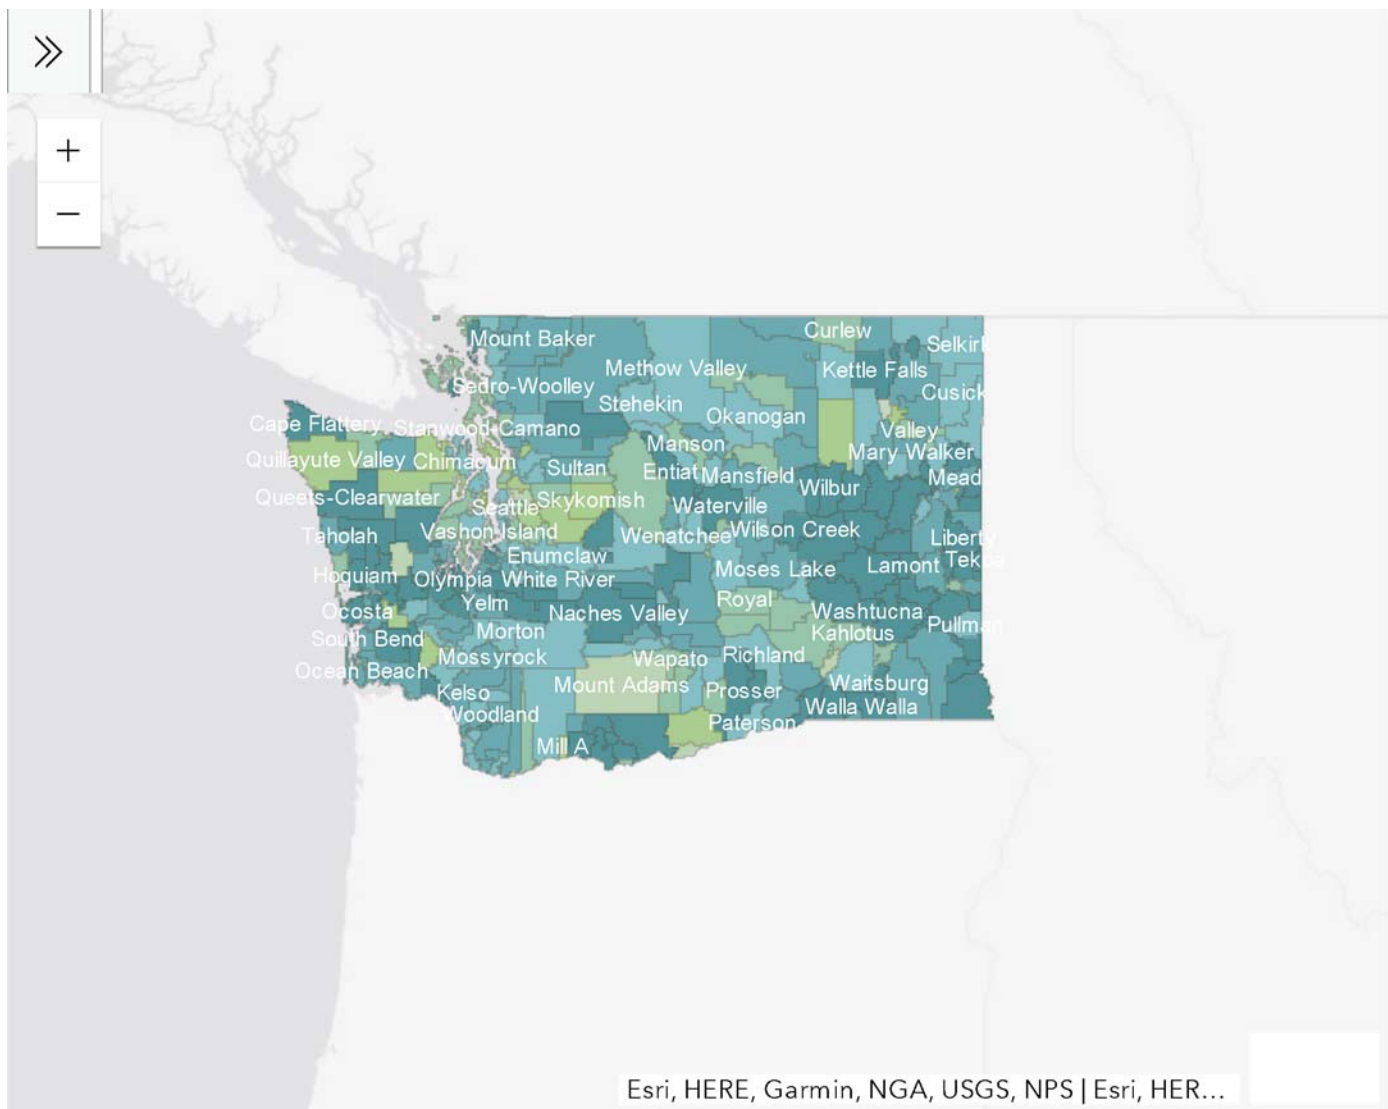 +
−
Mount Baker
Curlew
Selkirk
Methow Valley
Kettle Falls
Sedro-Woolley
Cusick
Stehekin
Okanogan
Cape Flattery
Stanwood-Camano
Valley
Manson
Quillayute Valley
Chimacum
Mary Walker
Sultan
Entiat
Mansfield
Mead
Wilbur
Queets-Clearwater
Skykomish
Seattle
Waterville
Vashon Island
Wilson Creek
Taholah
Wenatchee
Liberty
Enumclaw
Tekoa
Lamont
Moses Lake
Hoquiam
Olympia
White River
Royal
Yelm
Ocosta
Naches Valley
Washtucna
Pullman
Morton
Kahlotus
South Bend
Mossyrock
Wapato
Richland
Ocean Beach
Mount Adams
Waitsburg
Kelso
Prosser
Walla Walla
Woodland
Paterson
Mill A
Esri, HERE, Garmin, NGA, USGS, NPS | Esri, HER...